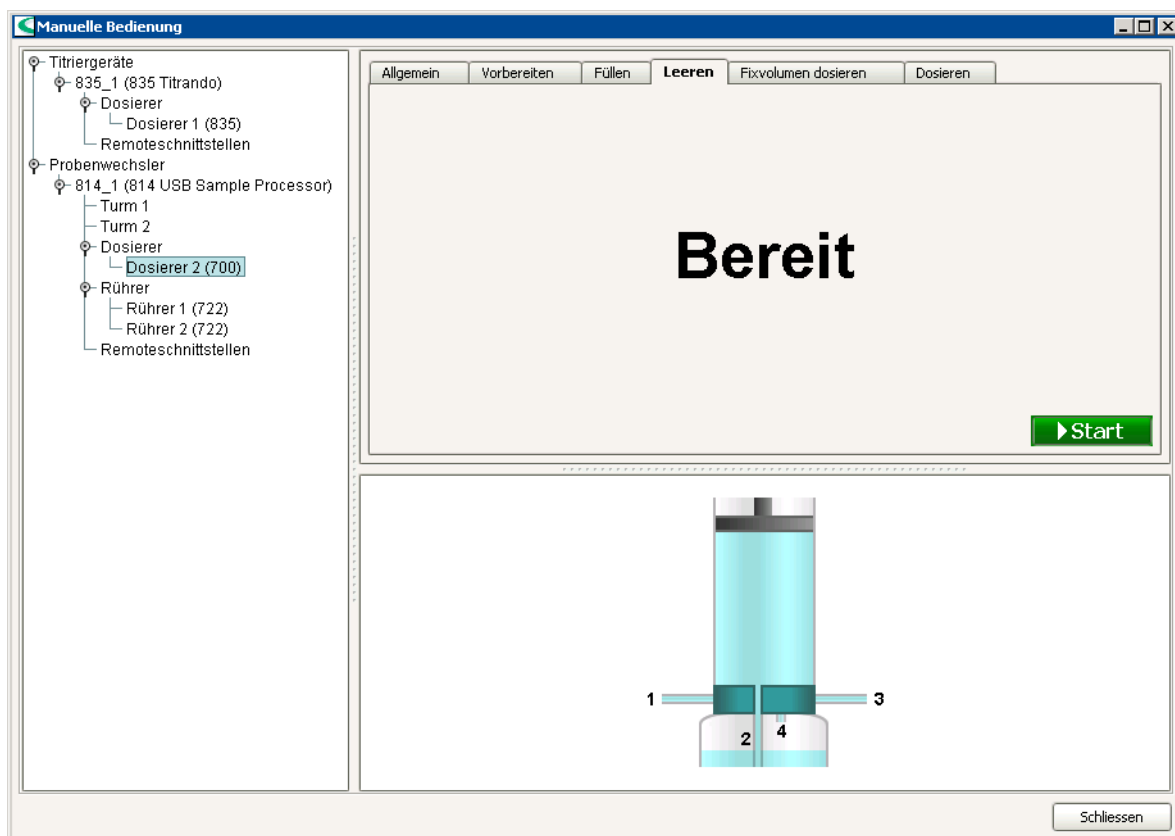 Manuelle Bedienung
Titriergeräte
835_1 (835 Titrando)
Dosierer
Dosierer 1 (835)
Remoteschnittstellen
Probenwechsler
814_1 (814 USB Sample Processor)
Turm 1
Turm 2
Dosierer
Dosierer 2 (700)
Rührer
Rührer 1 (722)
Rührer 2 (722)
Remoteschnittstellen
Allgemein Vorbereiten Füllen Leeren Fixvolumen dosieren Dosieren
Bereit
Start
1 3
2 4
Schliessen